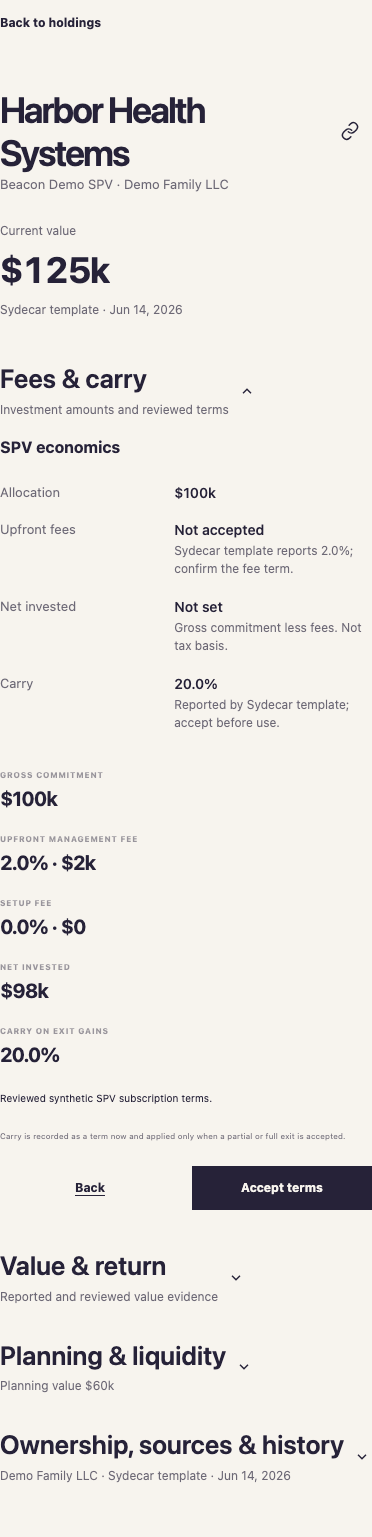 Back to holdings
Harbor Health
Systems
Beacon Demo SPV · Demo Family LLC
Current value
$125k
Sydecar template · Jun 14, 2026
Fees & carry
Investment amounts and reviewed terms
SPV economics
Allocation $100k
Upfront fees Not accepted
Sydecar template reports 2.0%;
confirm the fee term.
Net invested Not set
Gross commitment less fees. Not
tax basis.
Carry 20.0%
Reported by Sydecar template;
accept before use.
GROSS COMMITMENT
$100k
UPFRONT MANAGEMENT FEE
2.0% · $2k
SETUP FEE
0.0% · $0
NET INVESTED
$98k
CARRY ON EXIT GAINS
20.0%
Reviewed synthetic SPV subscription terms.
Carry is recorded as a term now and applied only when a partial or full exit is accepted.
Back Accept terms
Value & return
Reported and reviewed value evidence
Planning & liquidity
Planning value $60k
Ownership, sources & history
Demo Family LLC · Sydecar template · Jun 14, 2026